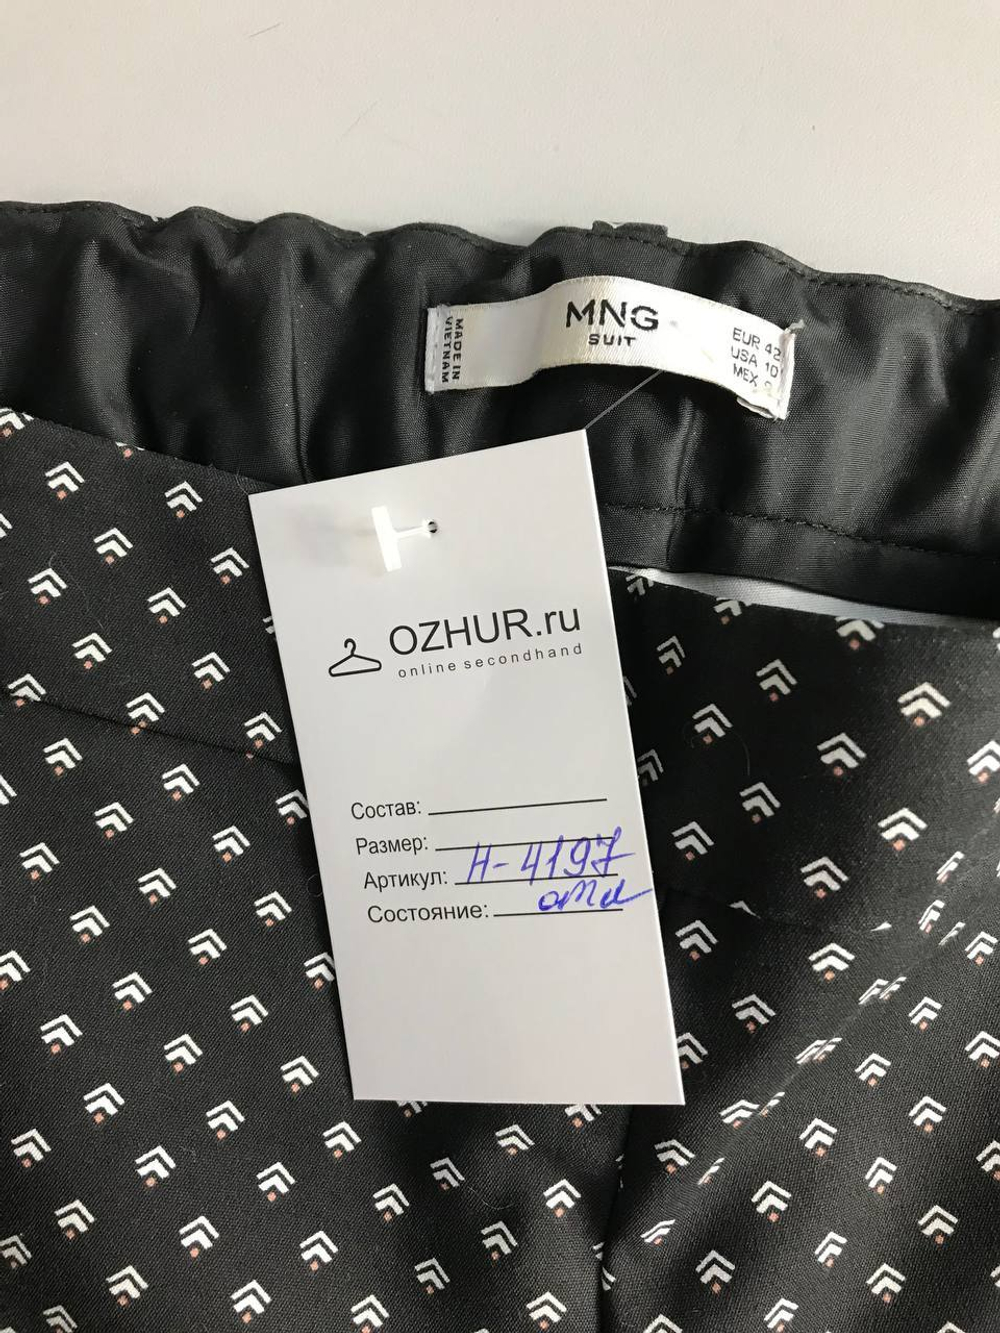 MNG
SUIT
MADE IN
VIETNAM
EUR 42
USA 10
MEX
OZHUR.ru
online secondhand
Состав:
Размер:
Артикул: H-4197
Состояние: отл